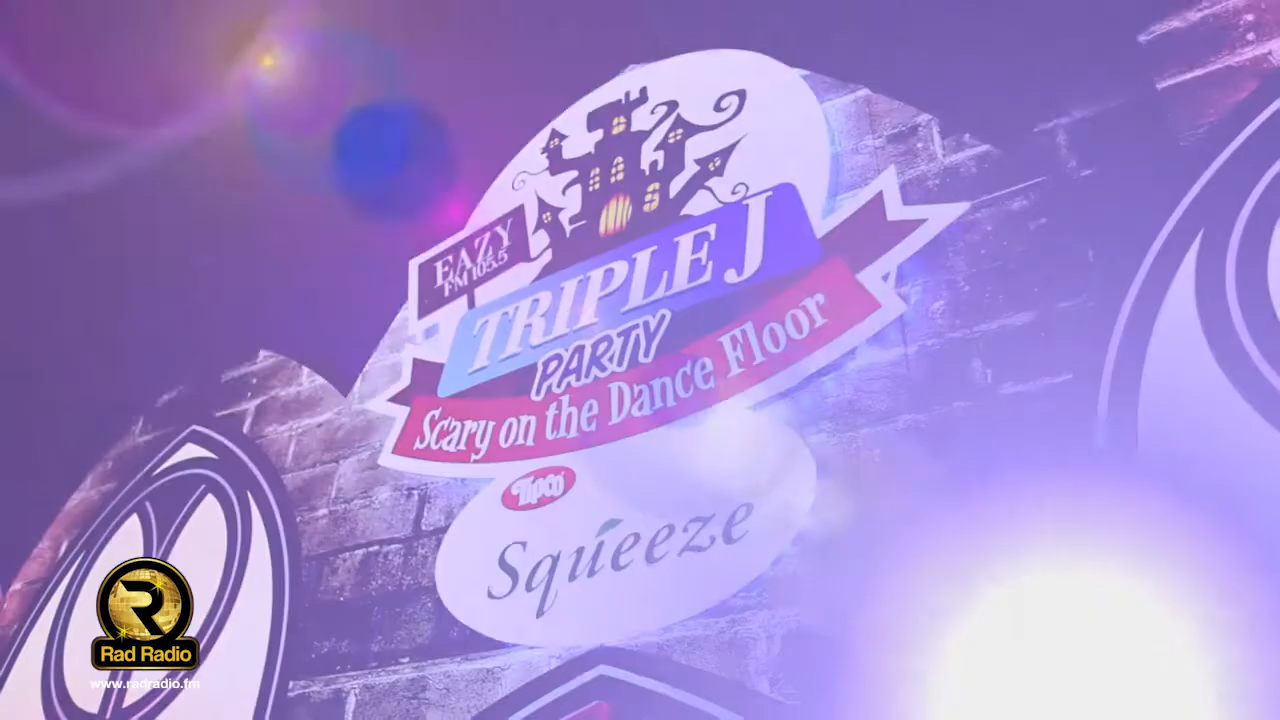 EAZY
FM 105.5
TRIPLE J
PARTY
Scary on the Dance Floor
Tipco
Squeeze
R
Rad Radio
www.radradio.fm